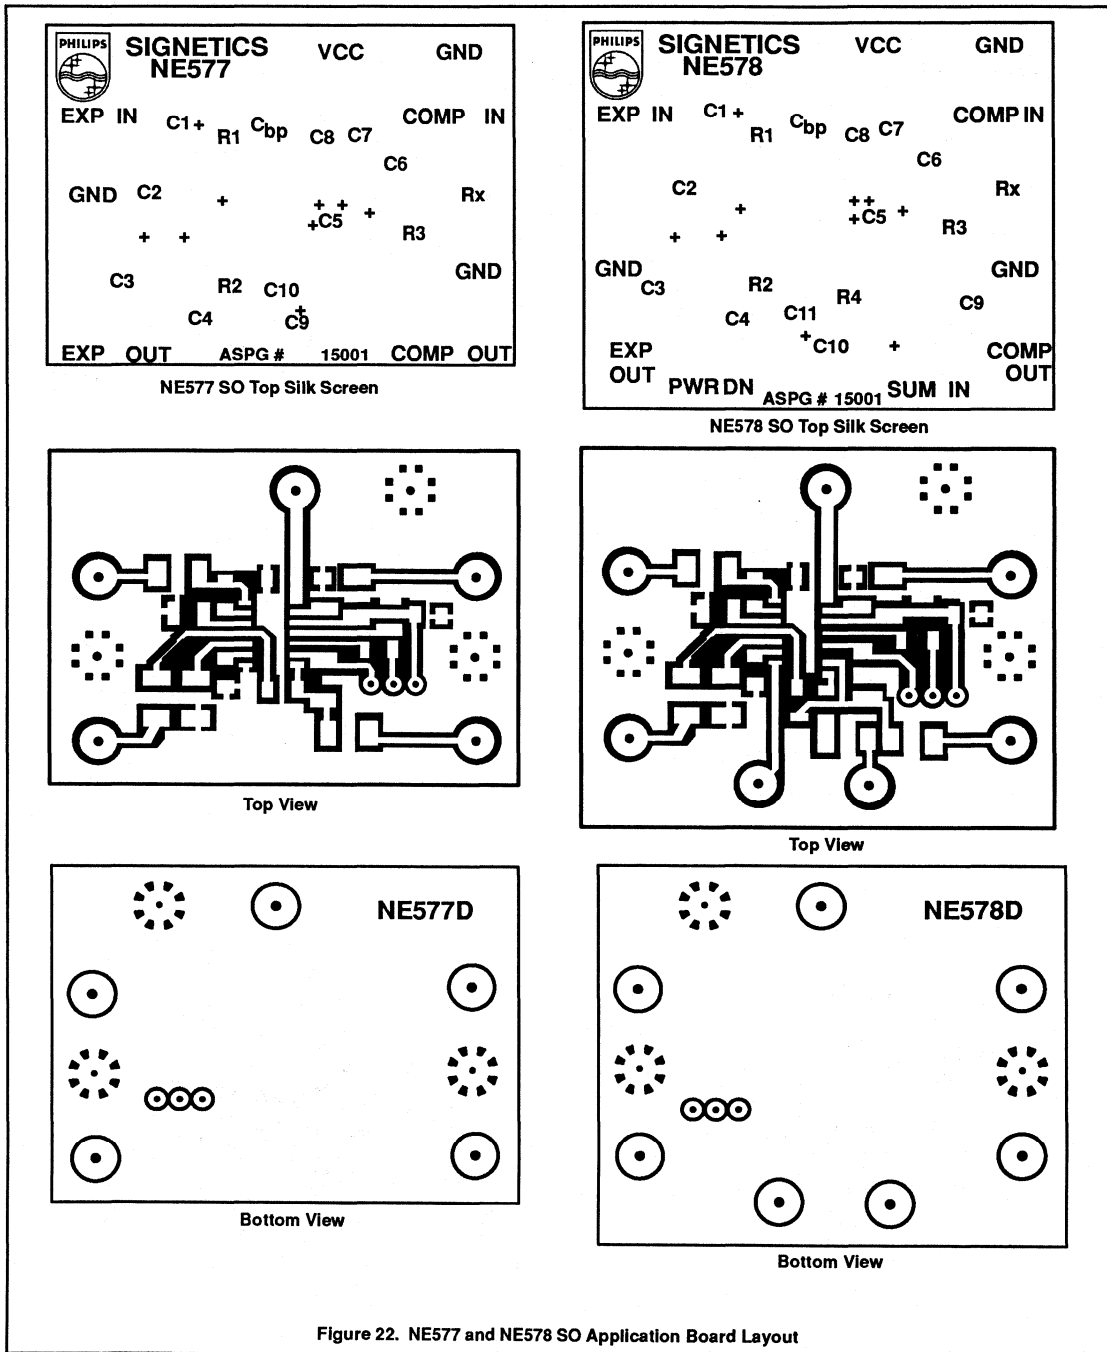 PHILIPS
SIGNETICS
NE577
VCC
GND
EXP IN
C1 +
R1
Cbp
C8
C7
COMP IN
C6
GND
C2
+
+ +
+
+C5
Rx
R3
+ +
C3
R2
C10
GND
C4
+
C9
EXP OUT
ASPG # 15001
COMP OUT
NE577 SO Top Silk Screen
PHILIPS
SIGNETICS
NE578
VCC
GND
EXP IN
C1 +
R1
Cbp
C8
C7
COMP IN
C6
C2
Rx
+
+ +
+ C5
+
R3
+ +
GND
C3
R2
R4
GND
C4
C11
C9
+
C10
+
EXP
OUT
COMP
OUT
PWR DN
ASPG # 15001
SUM IN
NE578 SO Top Silk Screen
Top View
Top View
NE577D
Bottom View
NE578D
Bottom View
Figure 22. NE577 and NE578 SO Application Board Layout